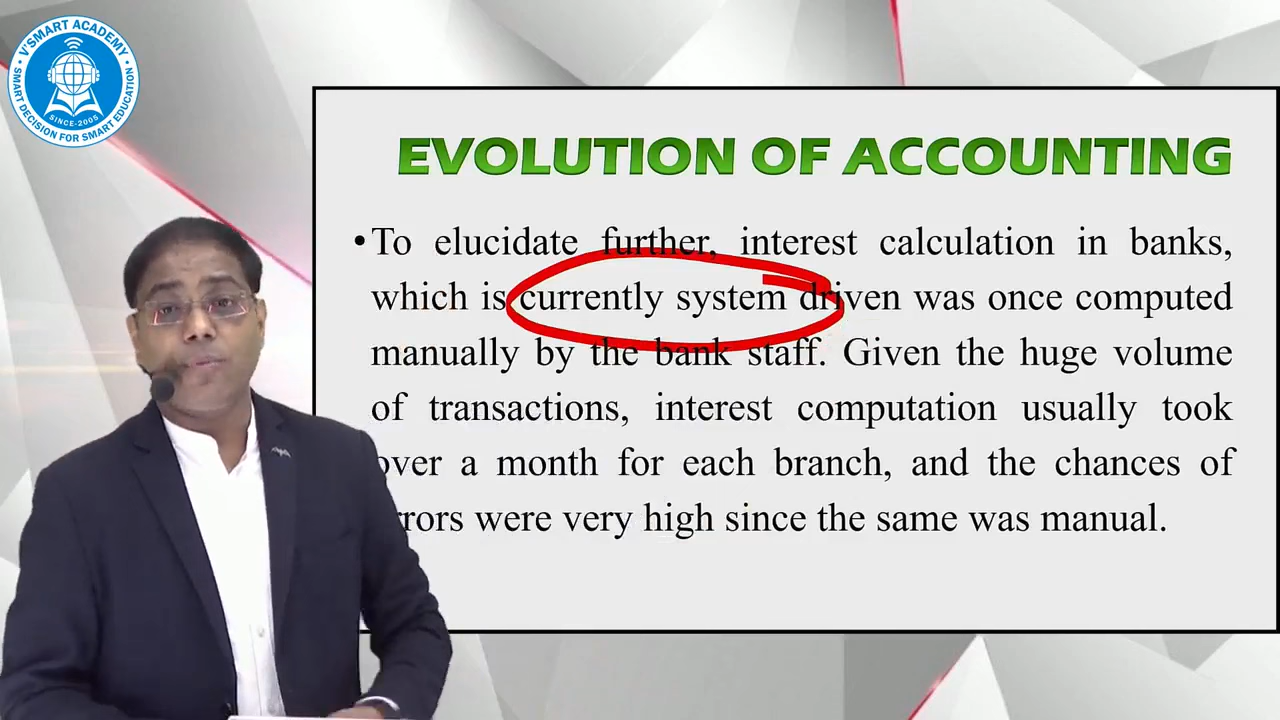 V'SMART ACADEMY
SMART DECISION FOR SMART EDUCATION
SINCE-2005
EVOLUTION OF ACCOUNTING
•To elucidate further, interest calculation in banks,
which is currently system driven was once computed
manually by the bank staff. Given the huge volume
of transactions, interest computation usually took
over a month for each branch, and the chances of
rrors were very high since the same was manual.